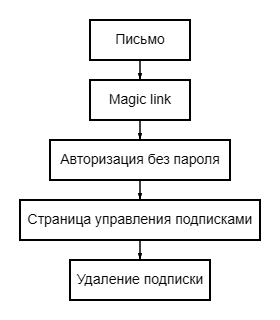 Письмо
Magic link
Авторизация без пароля
Страница управления подписками
Удаление подписки